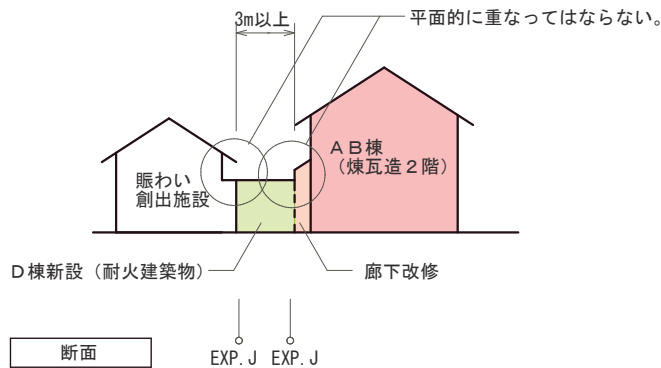 3m以上
平面的に重なってはならない。
ＡＢ棟
（煉瓦造２階）
賑わい
創出施設
Ｄ棟新設（耐火建築物）
廊下改修
断面
EXP.J EXP.J